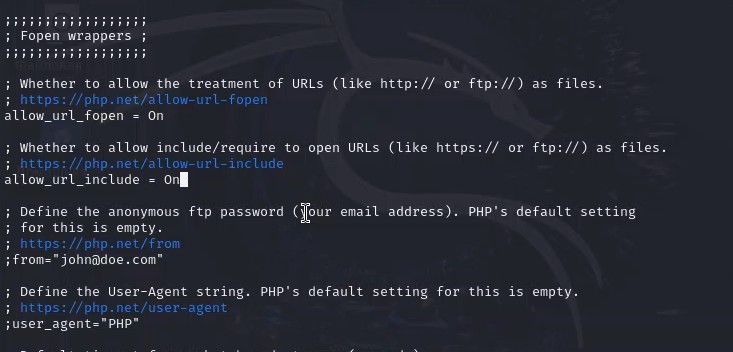 ;;;;;;;;;;;;;;;;;;
; Fopen wrappers ;
;;;;;;;;;;;;;;;;;;
; Whether to allow the treatment of URLs (like http:// or ftp://) as files.
; https://php.net/allow-url-fopen
allow_url_fopen = On
; Whether to allow include/require to open URLs (like https:// or ftp://) as files.
; https://php.net/allow-url-include
allow_url_include = On
; Define the anonymous ftp password (your email address). PHP's default setting
; for this is empty.
; https://php.net/from
;from="john@doe.com"
; Define the User-Agent string. PHP's default setting for this is empty.
; https://php.net/user-agent
;user_agent="PHP"